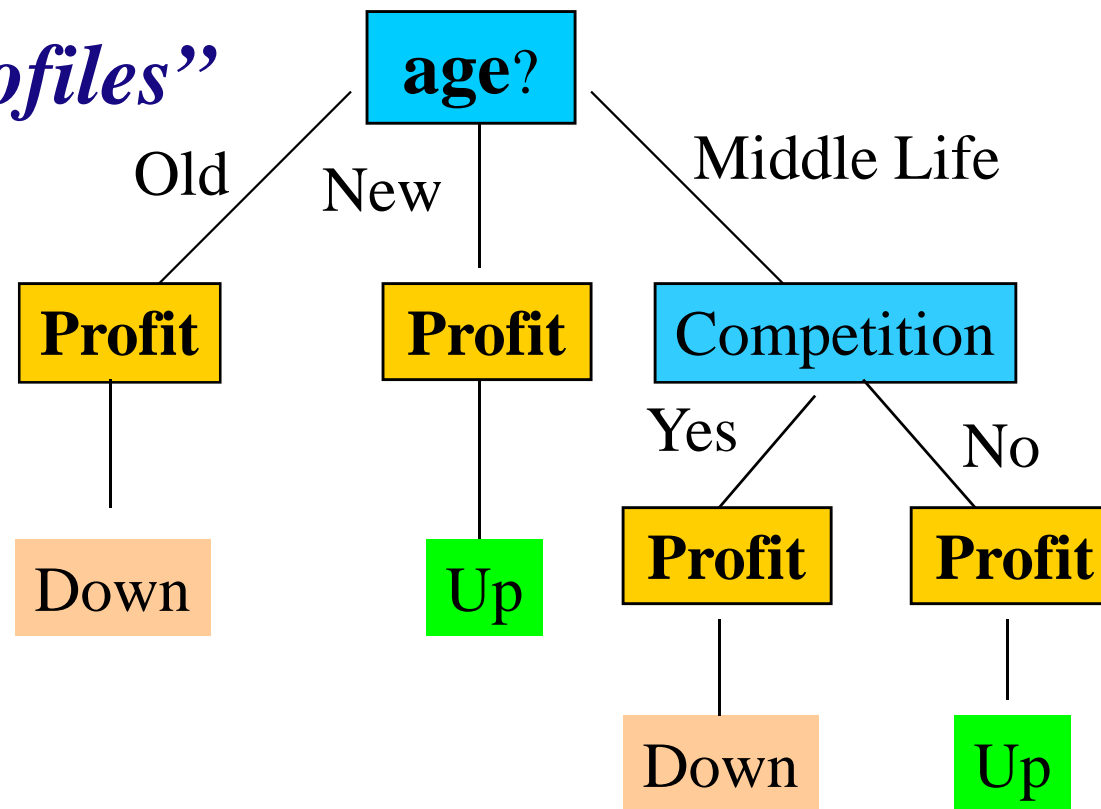 ofiles”
age?
Old
New
Middle Life
Profit
Profit
Competition
Yes
No
Profit
Profit
Down
Up
Down
Up